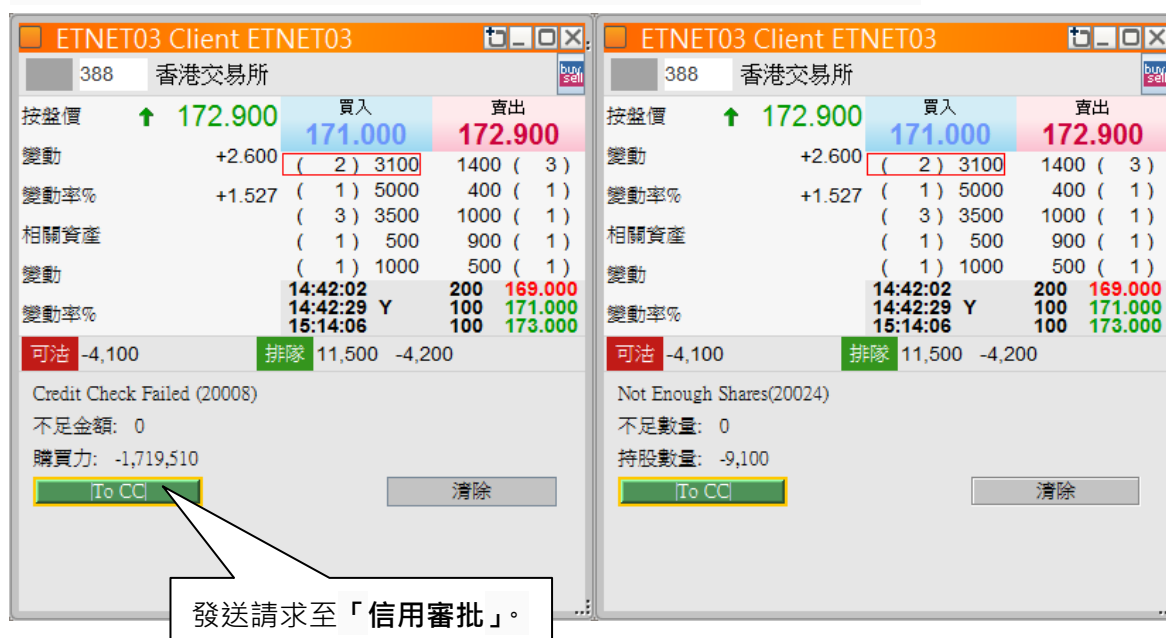 ETNET03 Client ETNET03
388 香港交易所 buy sell
按盤價 172.900 買入 171.000 賣出 172.900
變動 +2.600 ( 2 ) 3100 1400 ( 3 )
變動率% +1.527 ( 1 ) 5000 400 ( 1 )
( 3 ) 3500 1000 ( 1 )
相關資產 ( 1 ) 500 900 ( 1 )
變動 ( 1 ) 1000 500 ( 1 )
14:42:02 200 169.000
變動率% 14:42:29 Y 100 171.000
15:14:06 100 173.000
可沽 -4,100 排隊 11,500 -4,200
Credit Check Failed (20008)
不足金額: 0
購買力: -1,719,510
To CC 清除
發送請求至「信用審批」。
ETNET03 Client ETNET03
388 香港交易所 buy sell
按盤價 172.900 買入 171.000 賣出 172.900
變動 +2.600 ( 2 ) 3100 1400 ( 3 )
變動率% +1.527 ( 1 ) 5000 400 ( 1 )
( 3 ) 3500 1000 ( 1 )
相關資產 ( 1 ) 500 900 ( 1 )
變動 ( 1 ) 1000 500 ( 1 )
14:42:02 200 169.000
變動率% 14:42:29 Y 100 171.000
15:14:06 100 173.000
可沽 -4,100 排隊 11,500 -4,200
Not Enough Shares(20024)
不足數量: 0
持股數量: -9,100
To CC 清除